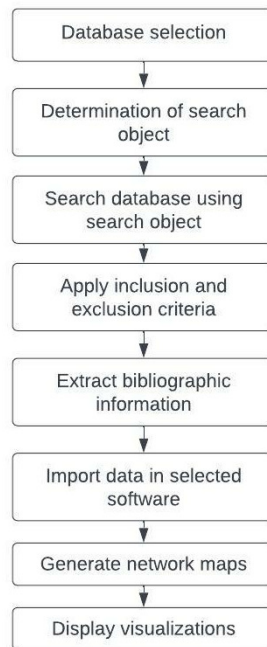 Database selection
Determination of search
object
Search database using
search object
Apply inclusion and
exclusion criteria
Extract bibliographic
information
Import data in selected
software
Generate network maps
Display visualizations